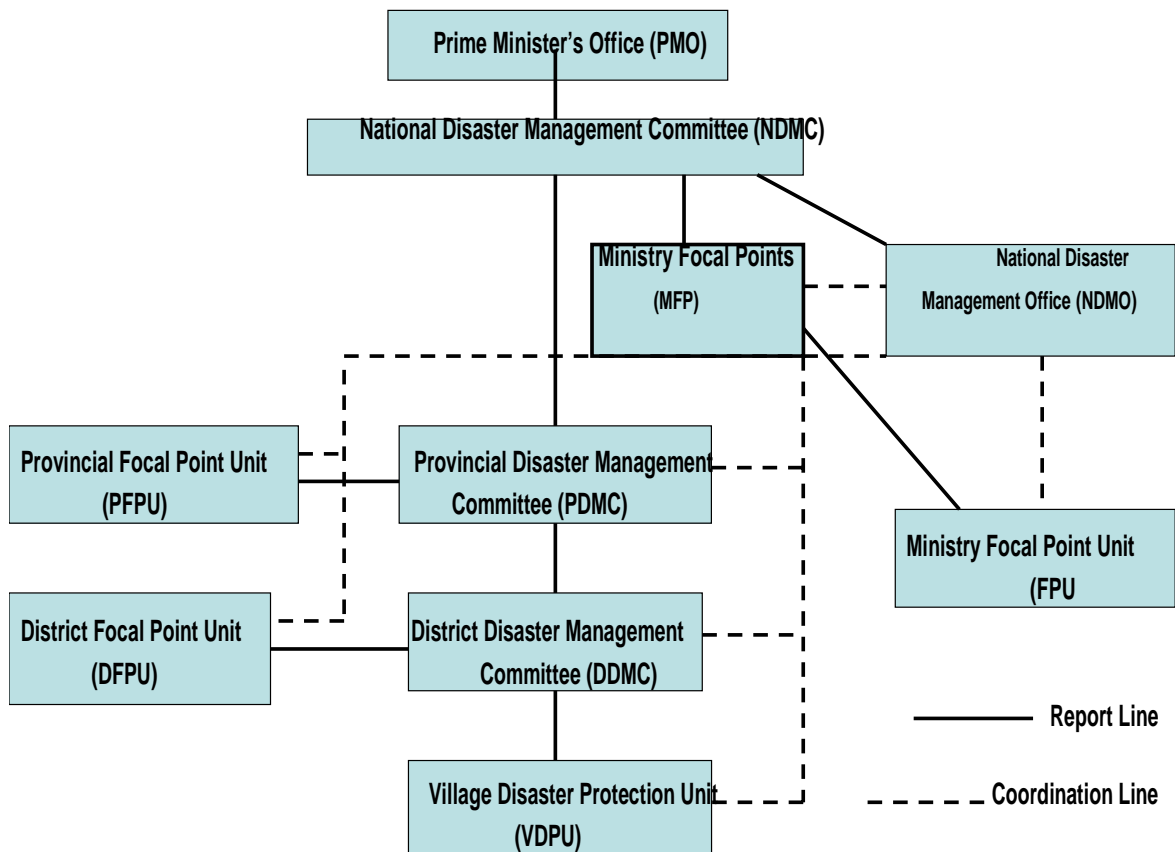 Prime Minister's Office (PMO)
National Disaster Management Committee (NDMC)
Ministry Focal Points
(MFP)
National Disaster
Management Office (NDMO)
Provincial Focal Point Unit
(PFPU)
Provincial Disaster Management
Committee (PDMC)
Ministry Focal Point Unit
(FPU
District Focal Point Unit
(DFPU)
District Disaster Management
Committee (DDMC)
Report Line
Village Disaster Protection Unit
(VDPU)
Coordination Line